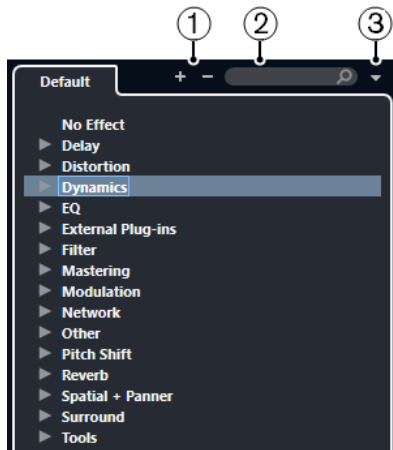 1 2 3
Default + −
No Effect
Delay
Distortion
Dynamics
EQ
External Plug-ins
Filter
Mastering
Modulation
Network
Other
Pitch Shift
Reverb
Spatial + Panner
Surround
Tools